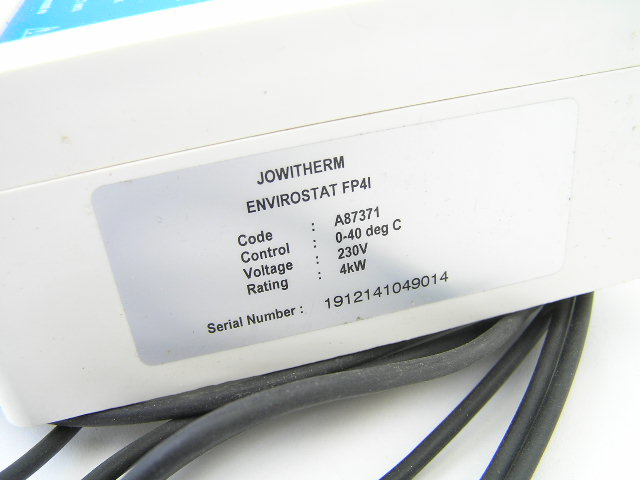 JOWITHERM
ENVIROSTAT FP4I
Code : A87371
Control : 0-40 deg C
Voltage : 230V
Rating : 4kW
Serial Number : 1912141049014